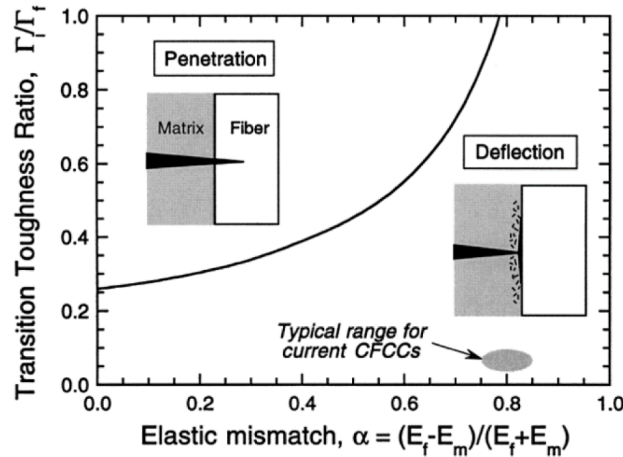 Transition Toughness Ratio, Γi/Γf
1.0
0.8
0.6
0.4
0.2
0.0
Penetration
Matrix Fiber
Deflection
Typical range for
current CFCCs
0.0 0.2 0.4 0.6 0.8 1.0
Elastic mismatch, α = (Ef-Em)/(Ef+Em)